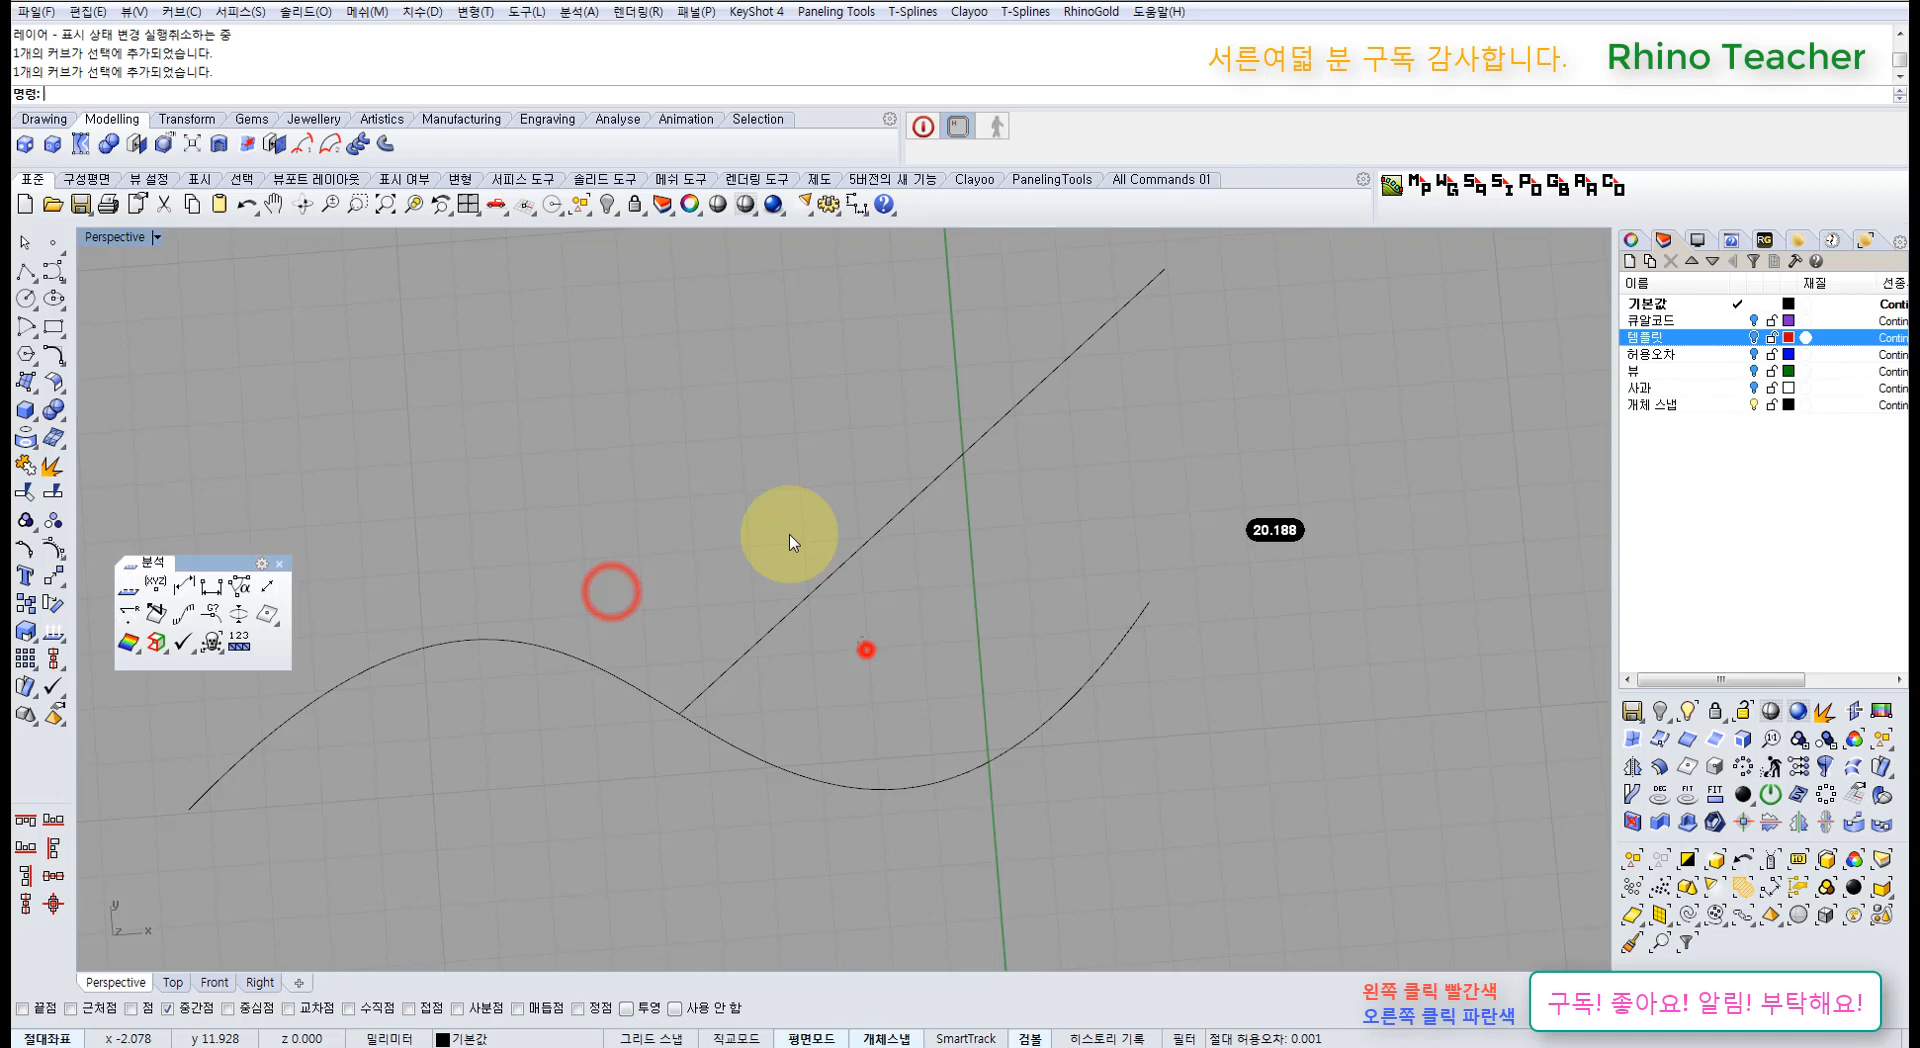 파일(F) 편집(E) 뷰(V) 커브(C) 서피스(S) 솔리드(O) 메쉬(M) 치수(D) 변형(T) 도구(L) 분석(A) 렌더링(R) 패널(P) KeyShot 4 Paneling Tools T-Splines Clayoo T-Splines RhinoGold 도움말(H)
레이어 - 표시 상태 변경 실행취소하는 중
1개의 커브가 선택에 추가되었습니다.
1개의 커브가 선택에 추가되었습니다.
명령:
서른여덟 분 구독 감사합니다. Rhino Teacher
Drawing Modelling Transform Gems Jewellery Artistics Manufacturing Engraving Analyse Animation Selection
표준 구성평면 뷰 설정 표시 선택 뷰포트 레이아웃 표시 여부 변형 서피스 도구 솔리드 도구 메쉬 도구 렌더링 도구 제도 5버전의 새 기능 Clayoo PanelingTools All Commands 01
Perspective
이름 재질 선종
기본값 Conti
큐알코드 Contin
템플릿 Contin
허용오차 Contin
뷰 Contin
사과 Contin
개체 스냅 Contin
20.188
분석
y
z x
Perspective Top Front Right
끝점 근처점 점 중간점 중심점 교차점 수직점 접점 사분점 매듭점 정점 투영 사용 안 함
왼쪽 클릭 빨간색
오른쪽 클릭 파란색
구독! 좋아요! 알림! 부탁해요!
절대좌표 x -2.078 y 11.928 z 0.000 밀리미터 기본값 그리드 스냅 직교모드 평면모드 개체스냅 SmartTrack 검볼 히스토리 기록 필터 절대 허용오차: 0.001